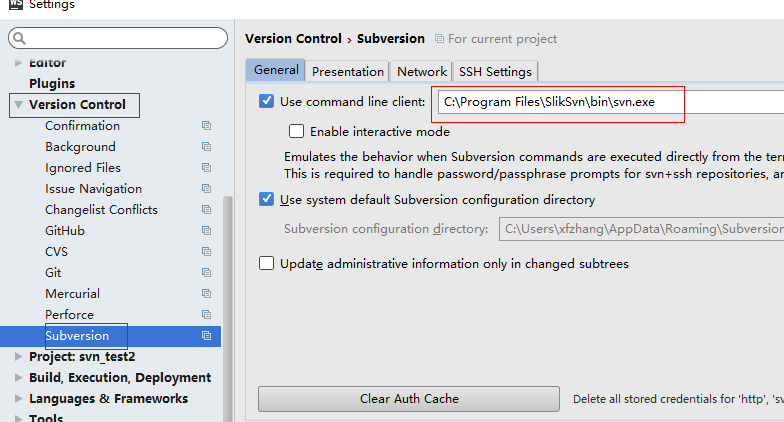 WS Settings
Editor
Plugins
Version Control
Confirmation
Background
Ignored Files
Issue Navigation
Changelist Conflicts
GitHub
CVS
Git
Mercurial
Perforce
Subversion
Project: svn_test2
Build, Execution, Deployment
Languages & Frameworks
Tools
Version Control › Subversion For current project
General Presentation Network SSH Settings
Use command line client: C:\Program Files\SlikSvn\bin\svn.exe
Enable interactive mode
Emulates the behavior when Subversion commands are executed directly from the ter
This is required to handle password/passphrase prompts for svn+ssh repositories, an
Use system default Subversion configuration directory
Subversion configuration directory: C:\Users\xfzhang\AppData\Roaming\Subversion
Update administrative information only in changed subtrees
Clear Auth Cache Delete all stored credentials for 'http', 'sv